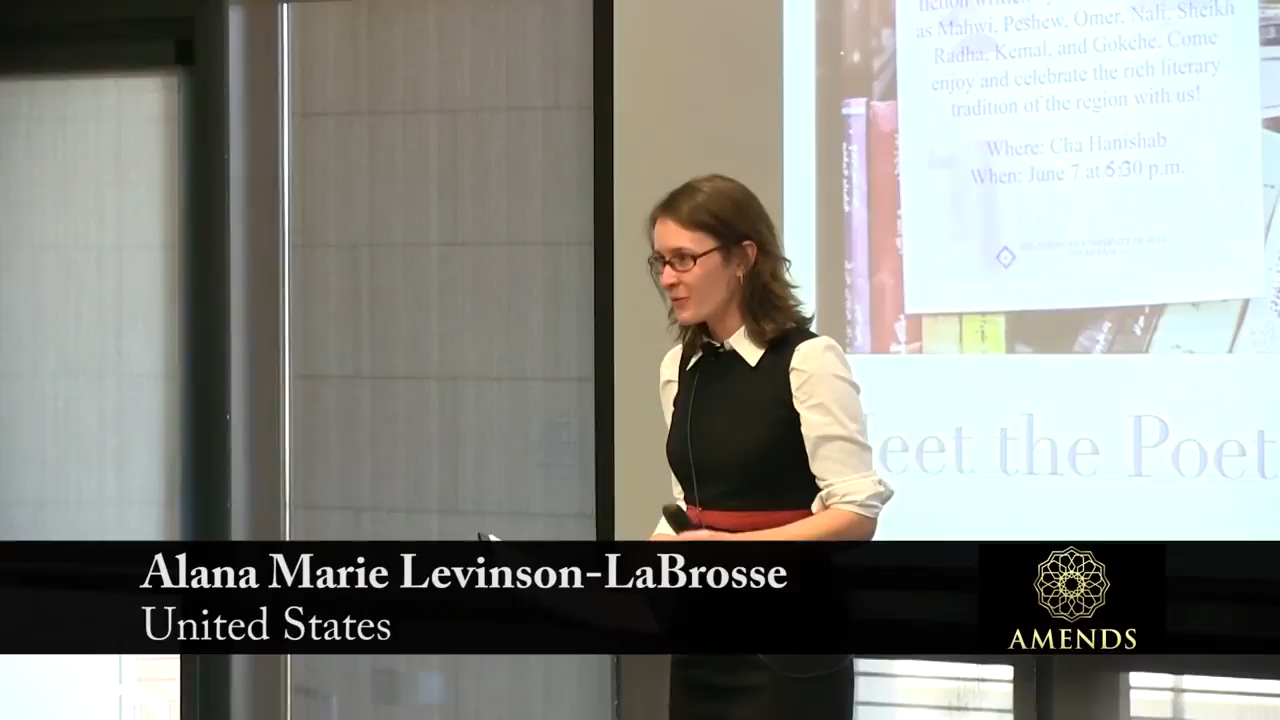 as Mahwi, Peshew, Omer, Nali, Sheikh
Radha, Kemal, and Gokche. Come
enjoy and celebrate the rich literary
tradition of the region with us!
Where: Cha Hanishab
When: June 7 at 6:30 p.m.
eet the Poet
Alana Marie Levinson-LaBrosse
United States
AMENDS